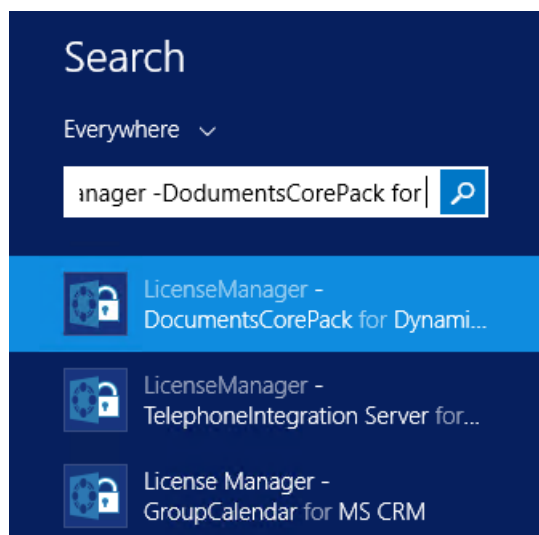 Search
Everywhere
anager -DodumentsCorePack for
LicenseManager -
DocumentsCorePack for Dynami...
LicenseManager -
TelephoneIntegration Server for...
License Manager -
GroupCalendar for MS CRM